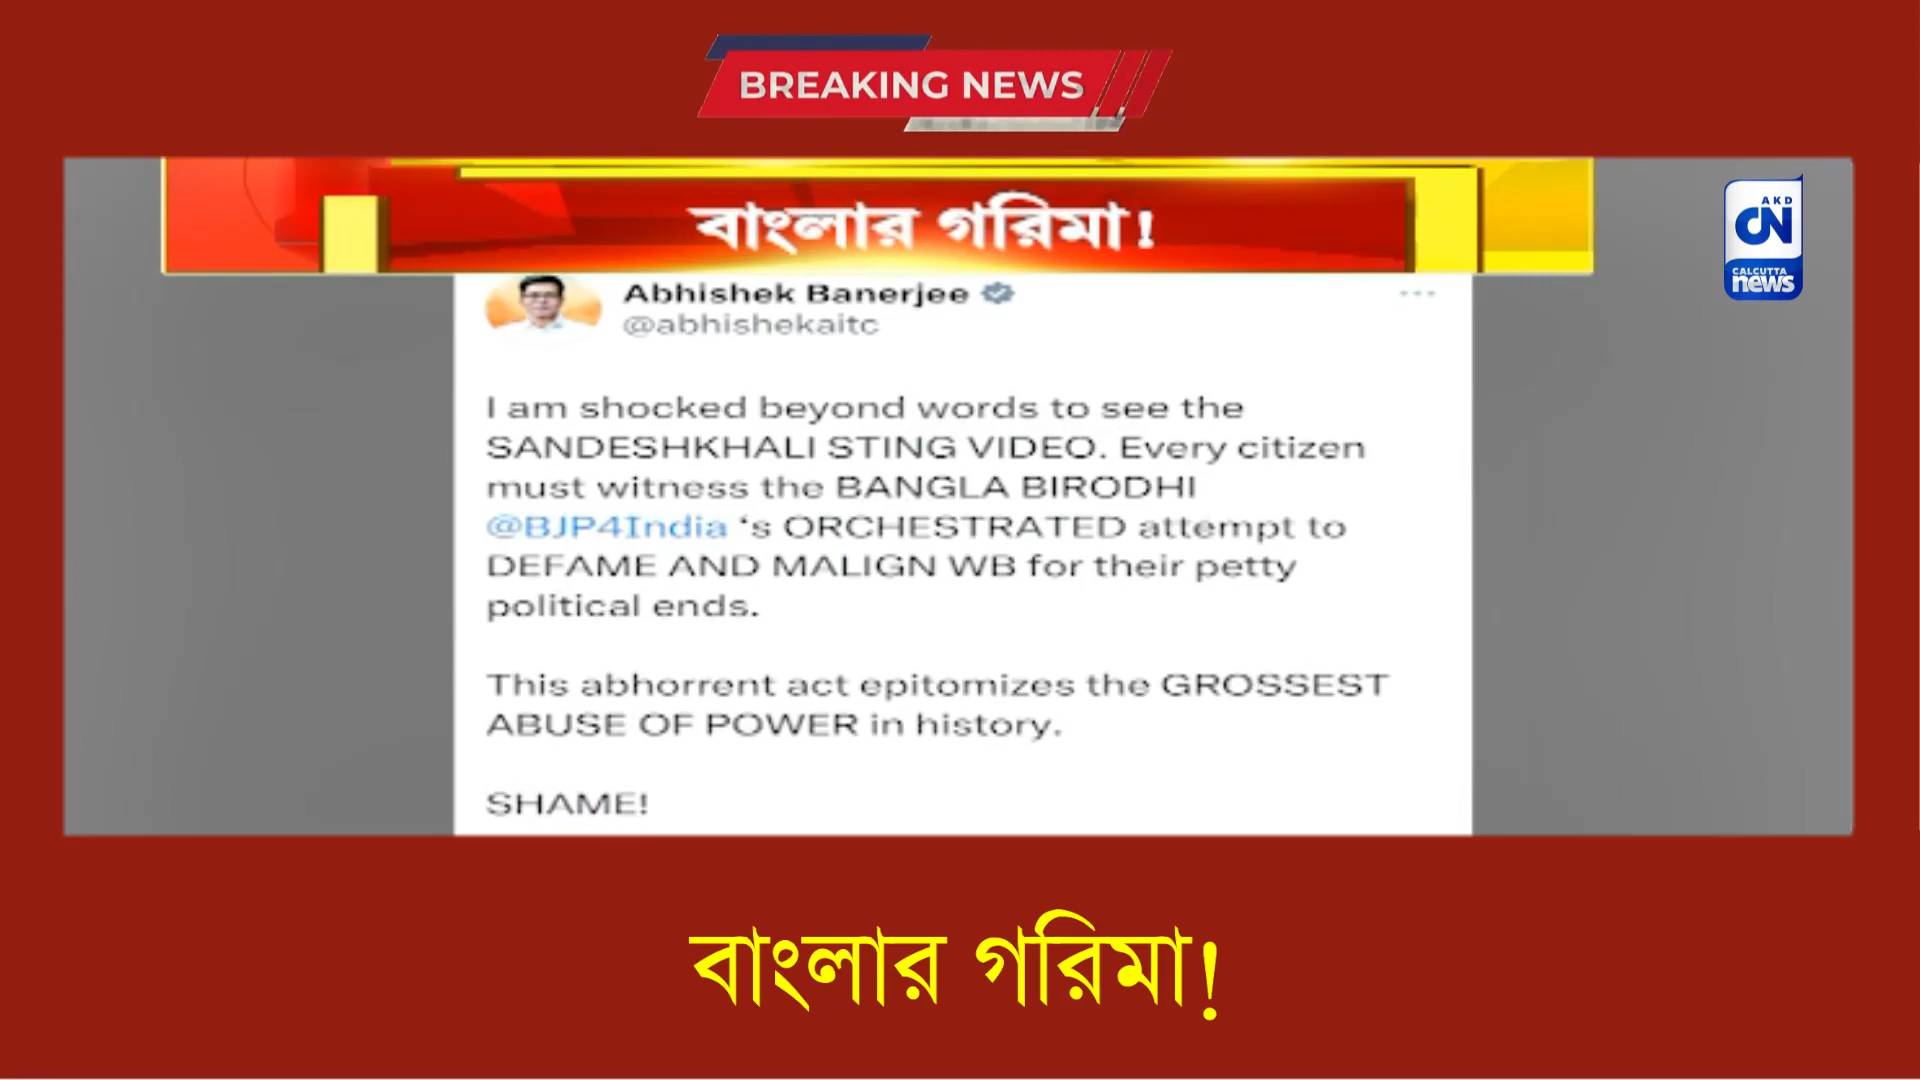 BREAKING NEWS
বাংলার গরিমা!
AKD
CN
CALCUTTA
news
Abhishek Banerjee
@abhishekaitc
I am shocked beyond words to see the
SANDESHKHALI STING VIDEO. Every citizen
must witness the BANGLA BIRODHI
@BJP4India ‘s ORCHESTRATED attempt to
DEFAME AND MALIGN WB for their petty
political ends.
This abhorrent act epitomizes the GROSSEST
ABUSE OF POWER in history.
SHAME!
বাংলার গরিমা!